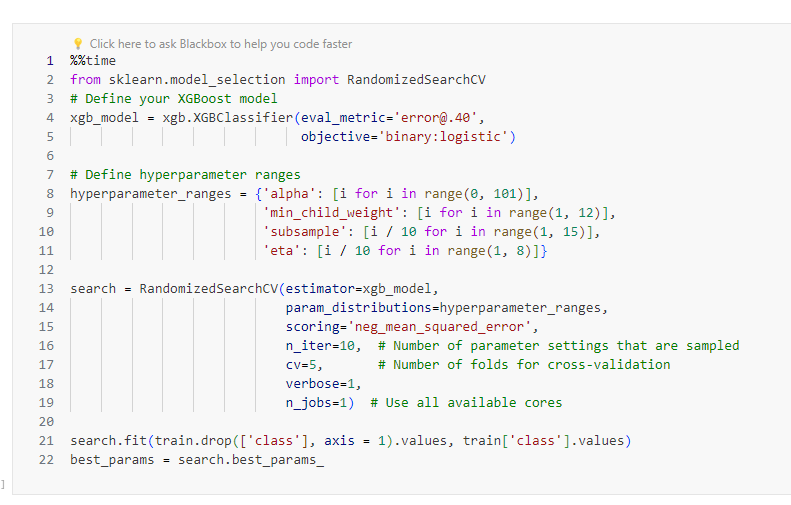 Click here to ask Blackbox to help you code faster
1 %%time
2 from sklearn.model_selection import RandomizedSearchCV
3 # Define your XGBoost model
4 xgb_model = xgb.XGBClassifier(eval_metric='error@.40',
5                               objective='binary:logistic')
6
7 # Define hyperparameter ranges
8 hyperparameter_ranges = {'alpha': [i for i in range(0, 101)],
9                          'min_child_weight': [i for i in range(1, 12)],
10                          'subsample': [i / 10 for i in range(1, 15)],
11                          'eta': [i / 10 for i in range(1, 8)]}
12
13 search = RandomizedSearchCV(estimator=xgb_model,
14                             param_distributions=hyperparameter_ranges,
15                             scoring='neg_mean_squared_error',
16                             n_iter=10,  # Number of parameter settings that are sampled
17                             cv=5,       # Number of folds for cross-validation
18                             verbose=1,
19                             n_jobs=1)  # Use all available cores
20
21 search.fit(train.drop(['class'], axis = 1).values, train['class'].values)
22 best_params = search.best_params_
]